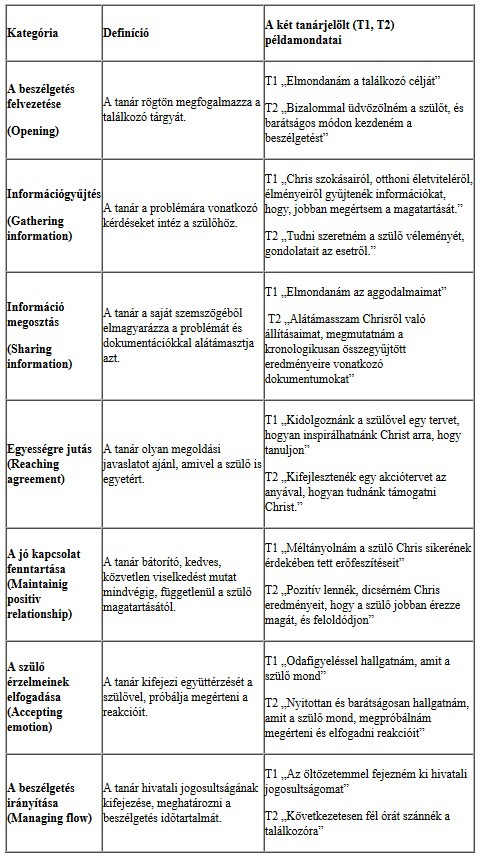 Kategória
Definíció
A két tanárjelölt (T1, T2)
példamondatai
A beszélgetés
felvezetése
(Opening)
A tanár rögtön megfogalmazza a
találkozó tárgyát.
T1 „Elmondanám a találkozó célját”
T2 „Bizalommal üdvözölném a szülőt, és
barátságos módon kezdeném a
beszélgetést”
Információgyűjtés
(Gathering
information)
A tanár a problémára vonatkozó
kérdéseket intéz a szülőhöz.
T1 „Chris szokásairól, otthoni életviteléről,
élményeiről gyűjtenék információkat,
hogy, jobban megértsem a magatartását.”
T2 „Tudni szeretném a szülő véleményét,
gondolatait az esetről.”
Információ
megosztás
(Sharing
information)
A tanár a saját szemszögéből
elmagyarázza a problémát és
dokumentációkkal alátámasztja
azt.
T1 „Elmondanám az aggodalmaimat”
T2 „Alátámasszam Chrisről való
állításaimat, megmutatnám a
kronologikusan összegyűjtött
eredményeire vonatkozó
dokumentumokat”
Egyességre jutás
(Reaching
agreement)
A tanár olyan megoldási
javaslatot ajánl, amivel a szülő is
egyetért.
T1 „Kidolgoznánk a szülővel egy tervet,
hogyan inspirálhatnánk Christ arra, hogy
tanuljon”
T2 „Kifejlesztenék egy akciótervet az
anyával, hogyan tudnánk támogatni
Christ.”
A jó kapcsolat
fenntartása
(Maintainig
positiv
relationship)
A tanár bátorító, kedves,
közvetlen viselkedést mutat
mindvégig, függetlenül a szülő
magatartásától.
T1 „Méltányolnám a szülő Chris sikerének
érdekében tett erőfeszítéseit”
T2 „Pozitív lennék, dicsérném Chris
eredményeit, hogy a szülő jobban érezze
magát, és feloldódjon”
A szülő
érzelmeinek
elfogadása
(Accepting
emotion)
A tanár kifejezi együttérzését a
szülővel, próbálja megérteni a
reakcióit.
T1 „Odafigyeléssel hallgatnám, amit a
szülő mond”
T2 „Nyitottan és barátságosan hallgatnám,
amit a szülő mond, megpróbálnám
megérteni és elfogadni reakcióit”
A beszélgetés
irányítása
(Managing flow)
A tanár hivatali jogosultságának
kifejezése, meghatározni a
beszélgetés időtartalmát.
T1 „Az öltözetemmel fejezném ki hivatali
jogosultságomat”
T2 „Következetesen fél órát szánnék a
találkozóra”